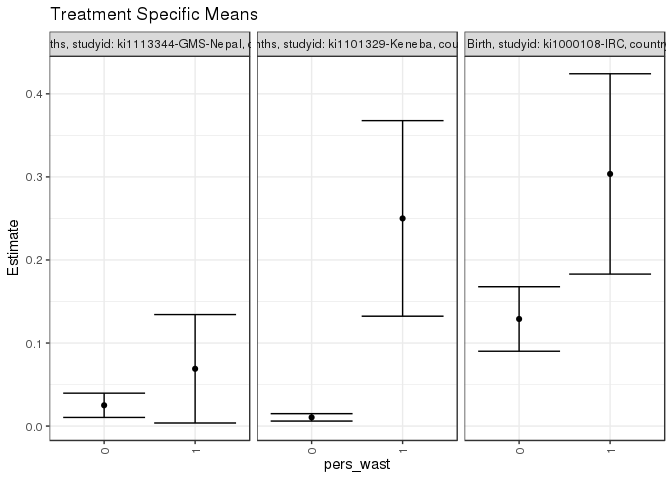 Treatment Specific Means
ths, studyid: ki1113344-GMS-Nepal, c
nths, studyid: ki1101329-Keneba, cou
Birth, studyid: ki1000108-IRC, country
0.4
0.3
0.2
0.1
0.0
Estimate
0 1 0 1 0 1
pers_wast